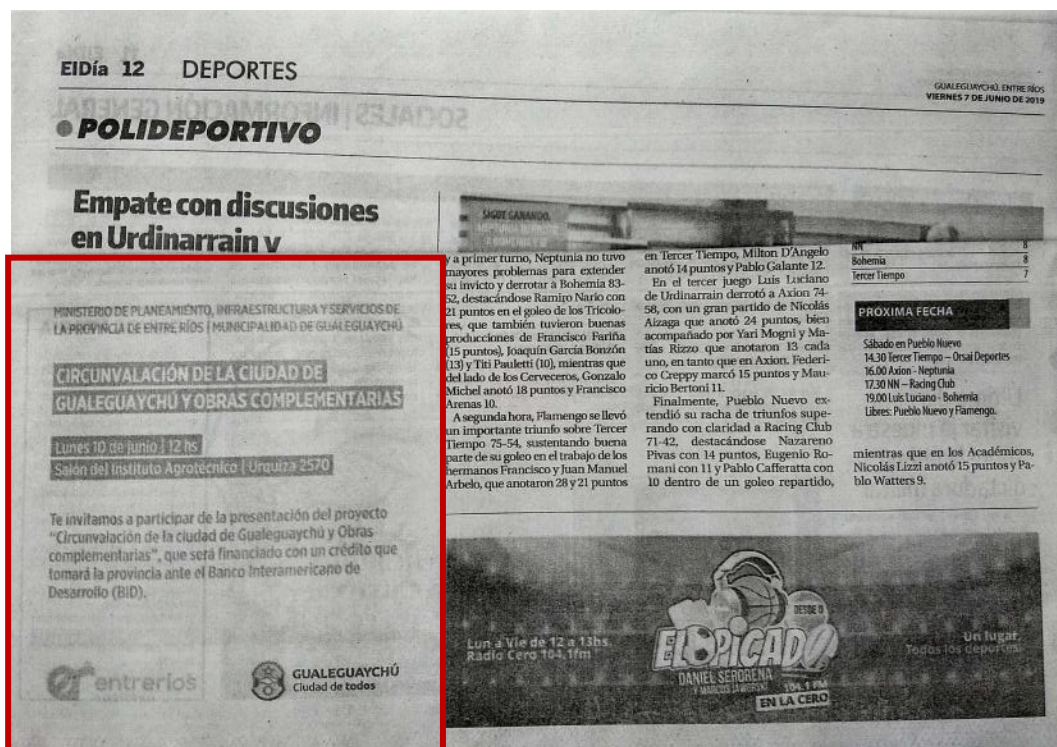 ElDía 12 DEPORTES
GUALEGUAYCHÚ, ENTRE RÍOS
VIERNES 7 DE JUNIO DE 2019
POLIDEPORTIVO
Empate con discusiones
en Urdinarrain y
MINISTERIO DE PLANEAMIENTO, INFRAESTRUCTURA Y SERVICIOS DE
LA PROVINCIA DE ENTRE RÍOS | MUNICIPALIDAD DE GUALEGUAYCHÚ
CIRCUNVALACIÓN DE LA CIUDAD DE
GUALEGUAYCHÚ Y OBRAS COMPLEMENTARIAS
Lunes 10 de junio | 12 hs
Salón del Instituto Agrotécnico | Urquiza 2570
Te invitamos a participar de la presentación del proyecto
"Circunvalación de la ciudad de Gualeguaychú y Obras
complementarias", que será financiado con un crédito que
tomará la provincia ante el Banco Interamericano de
Desarrollo (BID).
er entreríos
GUALEGUAYCHÚ
Ciudad de todos
SIGUE GANANDO.
y a primer turno, Neptunia no tuvo
mayores problemas para extender
su invicto y derrotar a Bohemia 83-
52, destacándose Ramiro Nario con
21 puntos en el goleo de los Tricolo-
res, que también tuvieron buenas
producciones de Francisco Fariña
(15 puntos), Joaquín García Bonzón
(13) y Titi Pauletti (10), mientras que
del lado de los Cerveceros, Gonzalo
Michel anotó 18 puntos y Francisco
Arenas 10.
A segunda hora, Flamengo se llevó
un importante triunfo sobre Tercer
Tiempo 75-54, sustentando buena
parte de su goleo en el trabajo de los
hermanos Francisco y Juan Manuel
Arbelo, que anotaron 28 y 21 puntos
en Tercer Tiempo, Milton D'Angelo
anotó 14 puntos y Pablo Galante 12.
En el tercer juego Luis Luciano
de Urdinarrain derrotó a Axion 74-
58, con un gran partido de Nicolás
Aizaga que anotó 24 puntos, bien
acompañado por Yari Mogni y Ma-
tías Rizzo que anotaron 13 cada
uno, en tanto que en Axion. Federi-
co Creppy marcó 15 puntos y Mau-
ricio Bertoni 11.
Finalmente, Pueblo Nuevo ex-
tendió su racha de triunfos supe-
rando con claridad a Racing Club
71-42, destacándose Nazareno
Pivas con 14 puntos, Eugenio Ro-
mani con 11 y Pablo Cafferatta con
10 dentro de un goleo repartido,
NN 8
Bohemia 8
Tercer Tiempo 7
PRÓXIMA FECHA
Sábado en Pueblo Nuevo
14.30 Tercer Tiempo – Orsai Deportes
16.00 Axion - Neptunia
17.30 NN – Racing Club
19.00 Luis Luciano - Bohemia
Libres: Pueblo Nuevo y Flamengo.
mientras que en los Académicos,
Nicolás Lizzi anotó 15 puntos y Pa-
blo Watters 9.
Lun a Vie de 12 a 13hs
Radio Cero 104.1fm
DESDE 0
EL PICADO
DANIEL SEROREÑA
104.1 FM
EN LA CERO
Un lugar,
Todos los deportes.